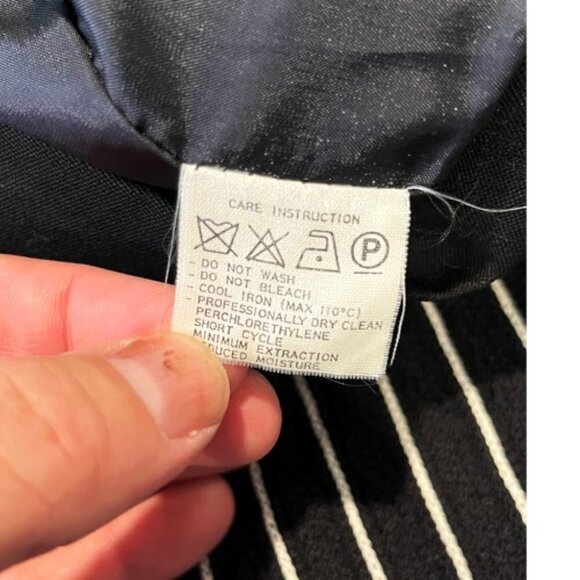 CARE INSTRUCTION
P
- DO NOT WASH
- DO NOT BLEACH
- COOL IRON (MAX 110°C)
- PROFESSIONALLY DRY CLEAN
PERCHLORETHYLENE
SHORT CYCLE
MINIMUM EXTRACTION
MOISTURE